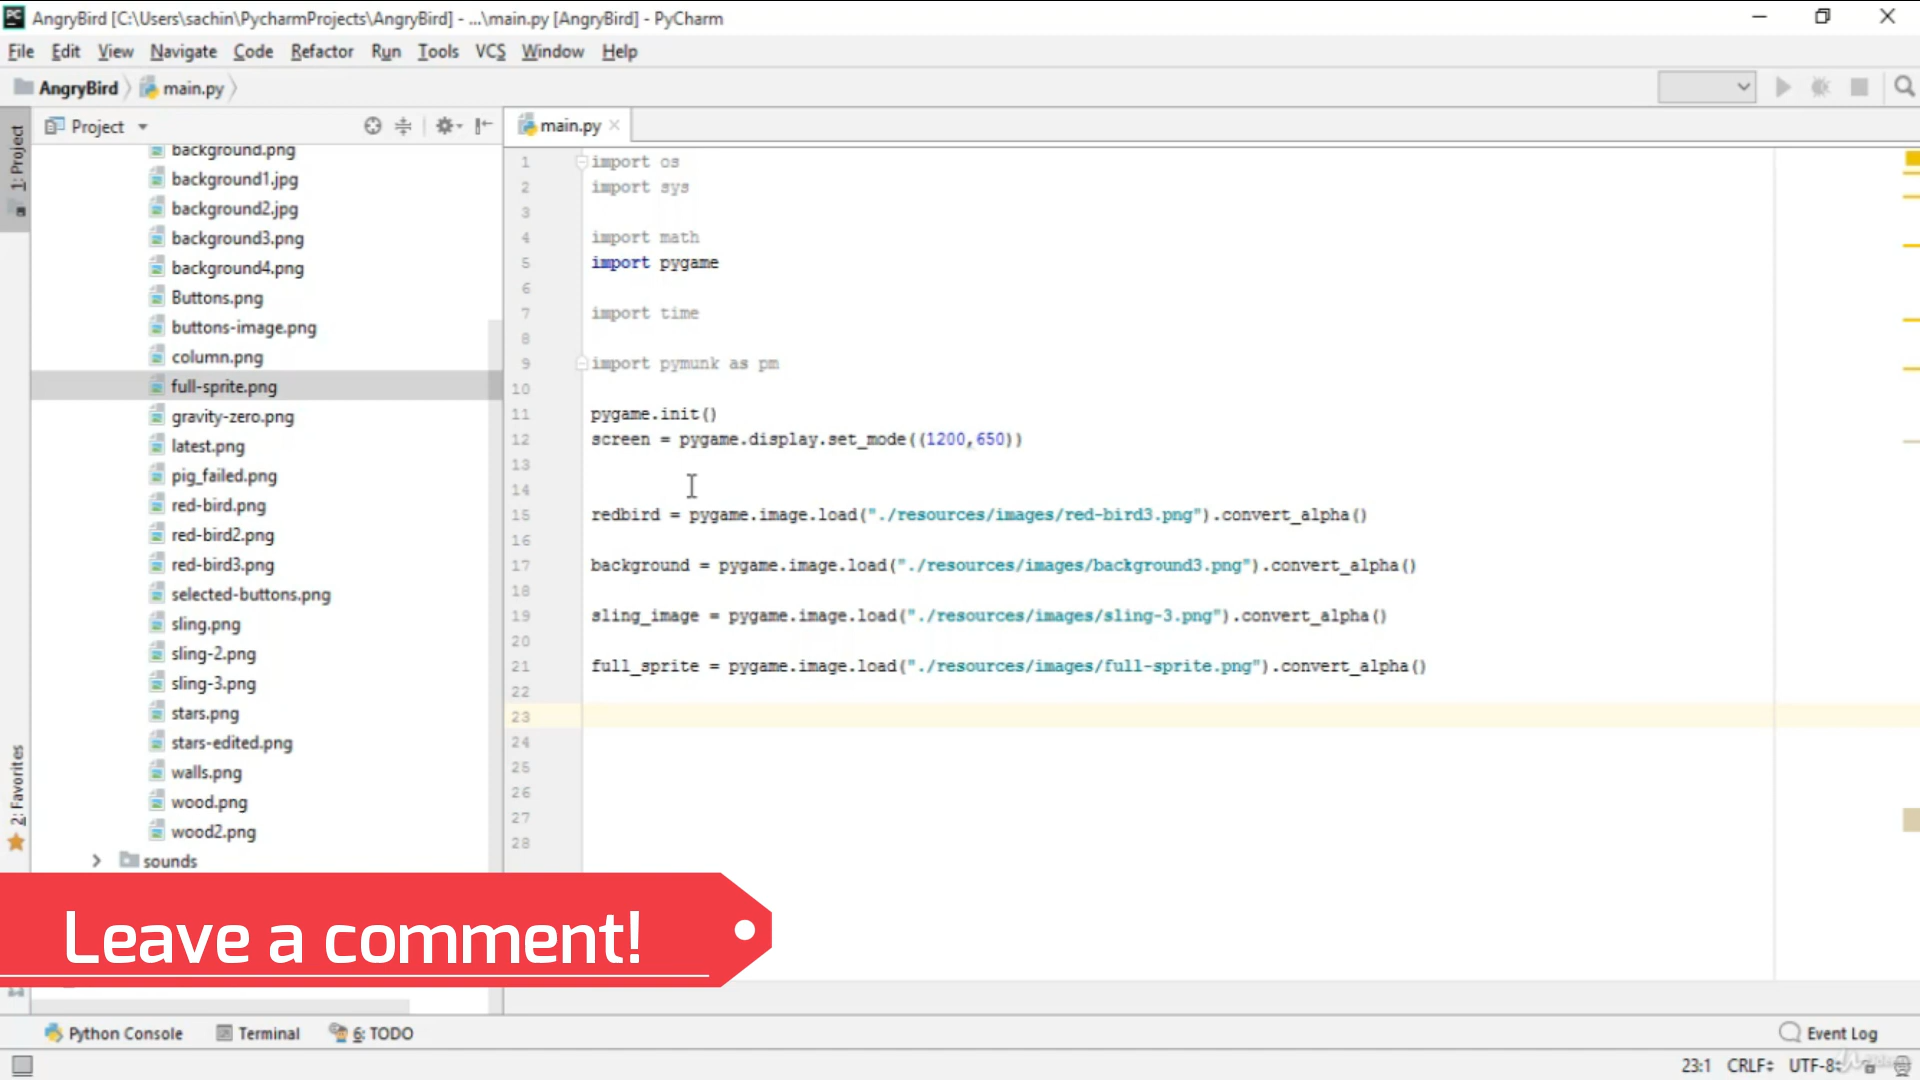 AngryBird [C:\Users\sachin\PycharmProjects\AngryBird] - ...\main.py [AngryBird] - PyCharm
File Edit View Navigate Code Refactor Run Tools VCS Window Help
AngryBird main.py
Project
main.py
1: Project
2: Favorites
background.png
background1.jpg
background2.jpg
background3.png
background4.png
Buttons.png
buttons-image.png
column.png
full-sprite.png
gravity-zero.png
latest.png
pig_failed.png
red-bird.png
red-bird2.png
red-bird3.png
selected-buttons.png
sling.png
sling-2.png
sling-3.png
stars.png
stars-edited.png
walls.png
wood.png
wood2.png
sounds
1 import os
2 import sys
3
4 import math
5 import pygame
6
7 import time
8
9 import pymunk as pm
10
11 pygame.init()
12 screen = pygame.display.set_mode((1200,650))
13
14
15 redbird = pygame.image.load("./resources/images/red-bird3.png").convert_alpha()
16
17 background = pygame.image.load("./resources/images/background3.png").convert_alpha()
18
19 sling_image = pygame.image.load("./resources/images/sling-3.png").convert_alpha()
20
21 full_sprite = pygame.image.load("./resources/images/full-sprite.png").convert_alpha()
22
23
24
25
26
27
28
Leave a comment!
Python Console Terminal 6: TODO Event Log
23:1 CRLF UTF-8